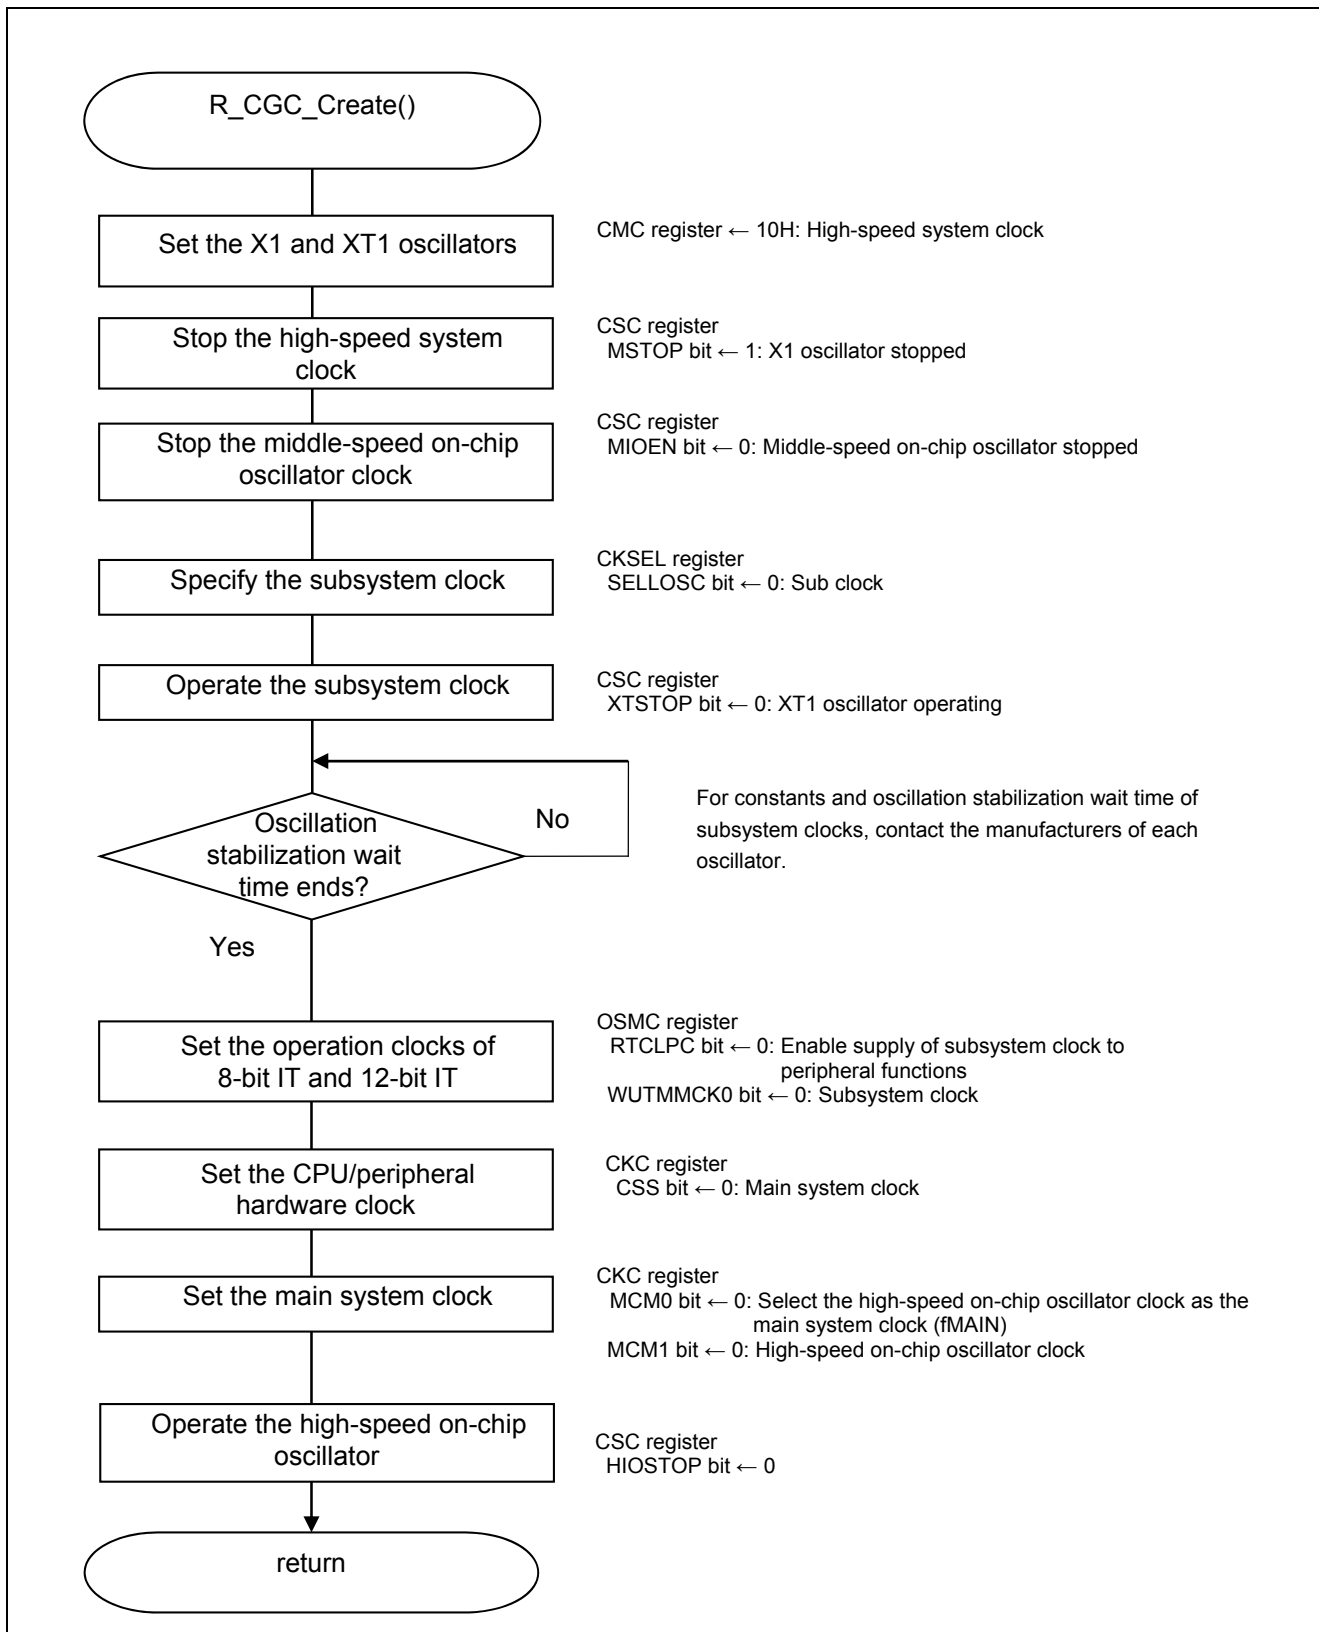 R_CGC_Create()
Set the X1 and XT1 oscillators
CMC register ← 10H: High-speed system clock
Stop the high-speed system
clock
CSC register
MSTOP bit ← 1: X1 oscillator stopped
Stop the middle-speed on-chip
oscillator clock
CSC register
MIOEN bit ← 0: Middle-speed on-chip oscillator stopped
Specify the subsystem clock
CKSEL register
SELLOSC bit ← 0: Sub clock
Operate the subsystem clock
CSC register
XTSTOP bit ← 0: XT1 oscillator operating
Oscillation
stabilization wait
time ends?
No
For constants and oscillation stabilization wait time of
subsystem clocks, contact the manufacturers of each
oscillator.
Yes
Set the operation clocks of
8-bit IT and 12-bit IT
OSMC register
RTCLPC bit ← 0: Enable supply of subsystem clock to
peripheral functions
WUTMMCK0 bit ← 0: Subsystem clock
Set the CPU/peripheral
hardware clock
CKC register
CSS bit ← 0: Main system clock
Set the main system clock
CKC register
MCM0 bit ← 0: Select the high-speed on-chip oscillator clock as the
main system clock (fMAIN)
MCM1 bit ← 0: High-speed on-chip oscillator clock
Operate the high-speed on-chip
oscillator
CSC register
HIOSTOP bit ← 0
return